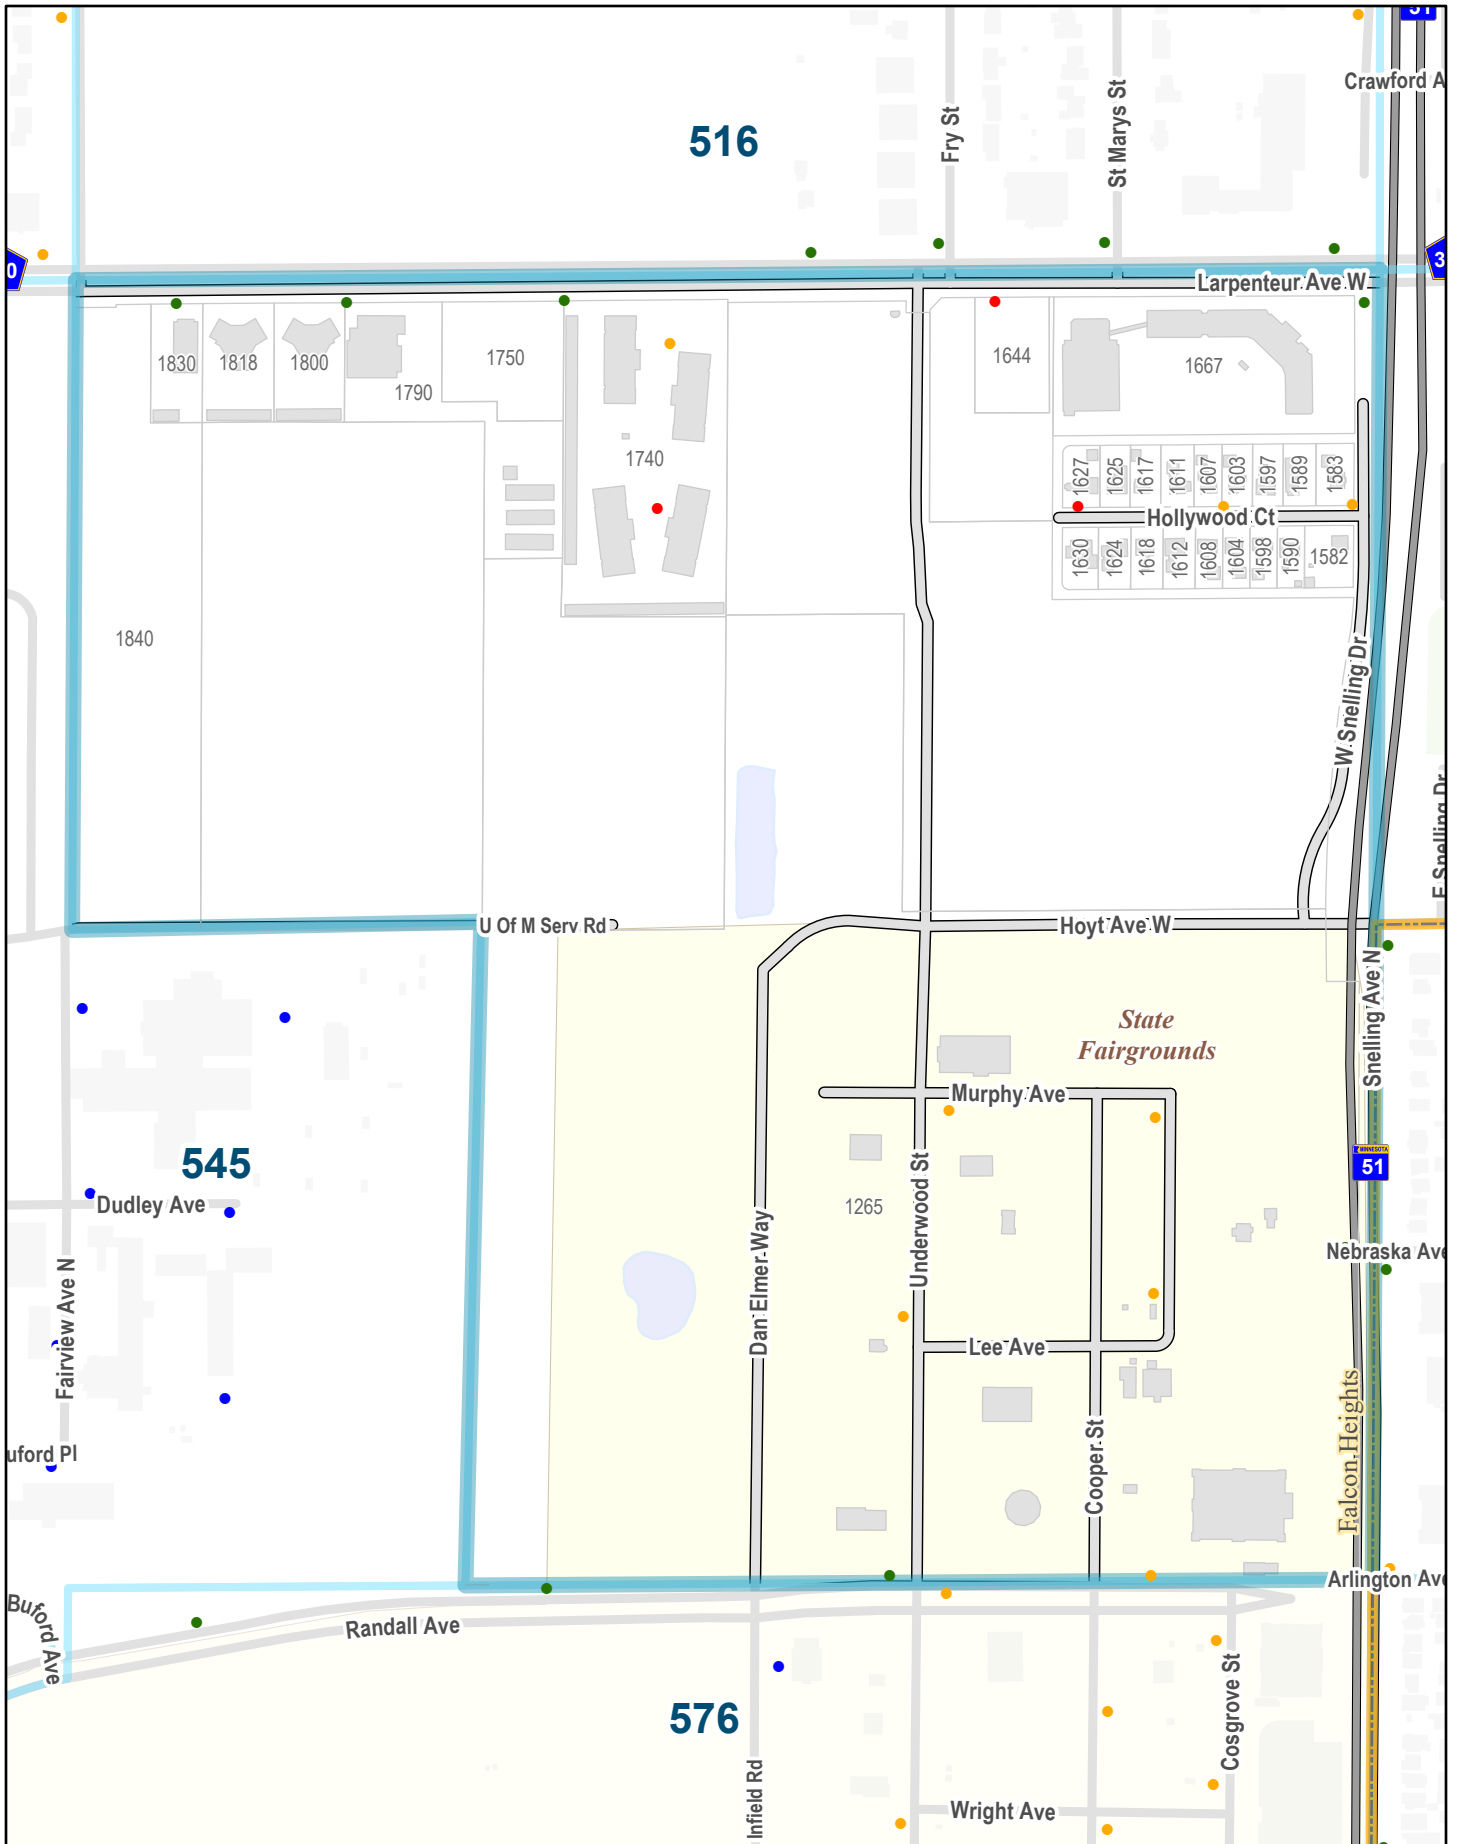 51
Crawford A
516
Fry St
St Marys St
0
3
Larpenteur Ave W
1830
1818
1800
1790
1750
1740
1644
1667
1627
1625
1617
1611
1607
1603
1597
1589
1583
Hollywood Ct
1630
1624
1618
1612
1608
1604
1598
1590
1582
1840
W Snelling Dr
E Snelling Dr
U Of M Serv Rd
Hoyt Ave W
Snelling Ave N
State
Fairgrounds
Murphy Ave
MINNESOTA
51
545
Dudley Ave
1265
Underwood St
Dan Elmer Way
Nebraska Ave
Fairview Ave N
Lee Ave
Cooper St
Falcon Heights
uford Pl
Arlington Ave
Buford Ave
Randall Ave
576
Cosgrove St
Infield Rd
Wright Ave